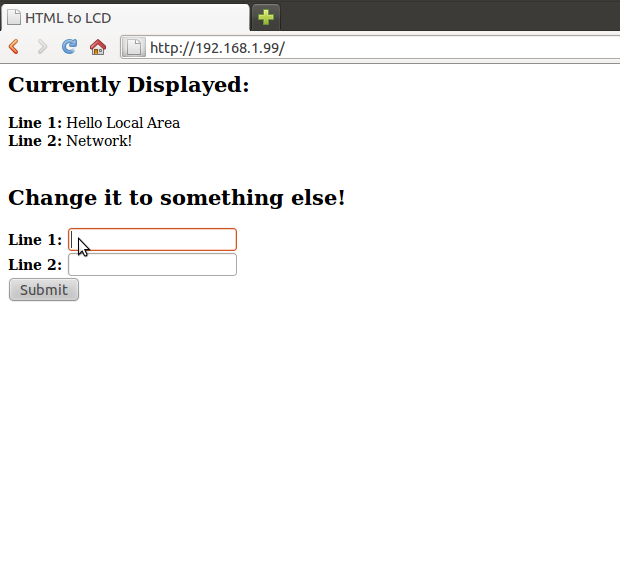 HTML to LCD
http://192.168.1.99/
Currently Displayed:
Line 1: Hello Local Area
Line 2: Network!
Change it to something else!
Line 1:
Line 2:
Submit